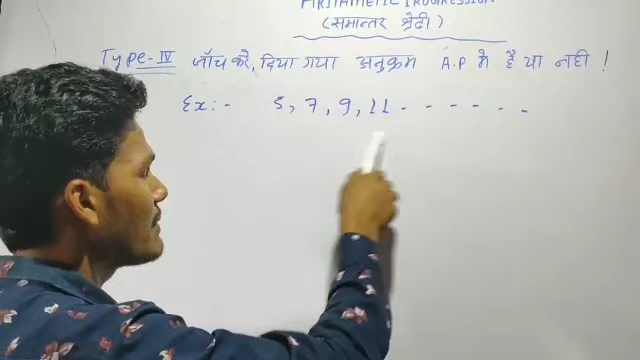 ARITHMETIC PROGRESSION
(समान्तर श्रेढी)
Type-IV जाँच करे, दिया गया अनुक्रम A.P मे है या नही !
Ex:- 5, 7, 9, 11 - - - - - -